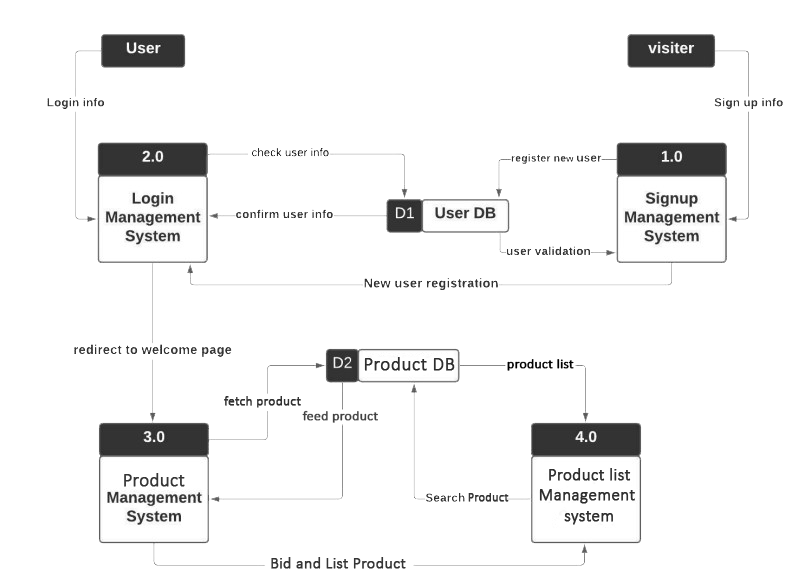 User
visiter
Login info
Sign up info
2.0
check user info
register new user
1.0
Login
Management
System
confirm user info
D1
User DB
Signup
Management
System
user validation
New user registration
redirect to welcome page
D2
Product DB
product list
fetch product
feed product
3.0
4.0
Product
Management
System
Search Product
Product list
Management
system
Bid and List Product